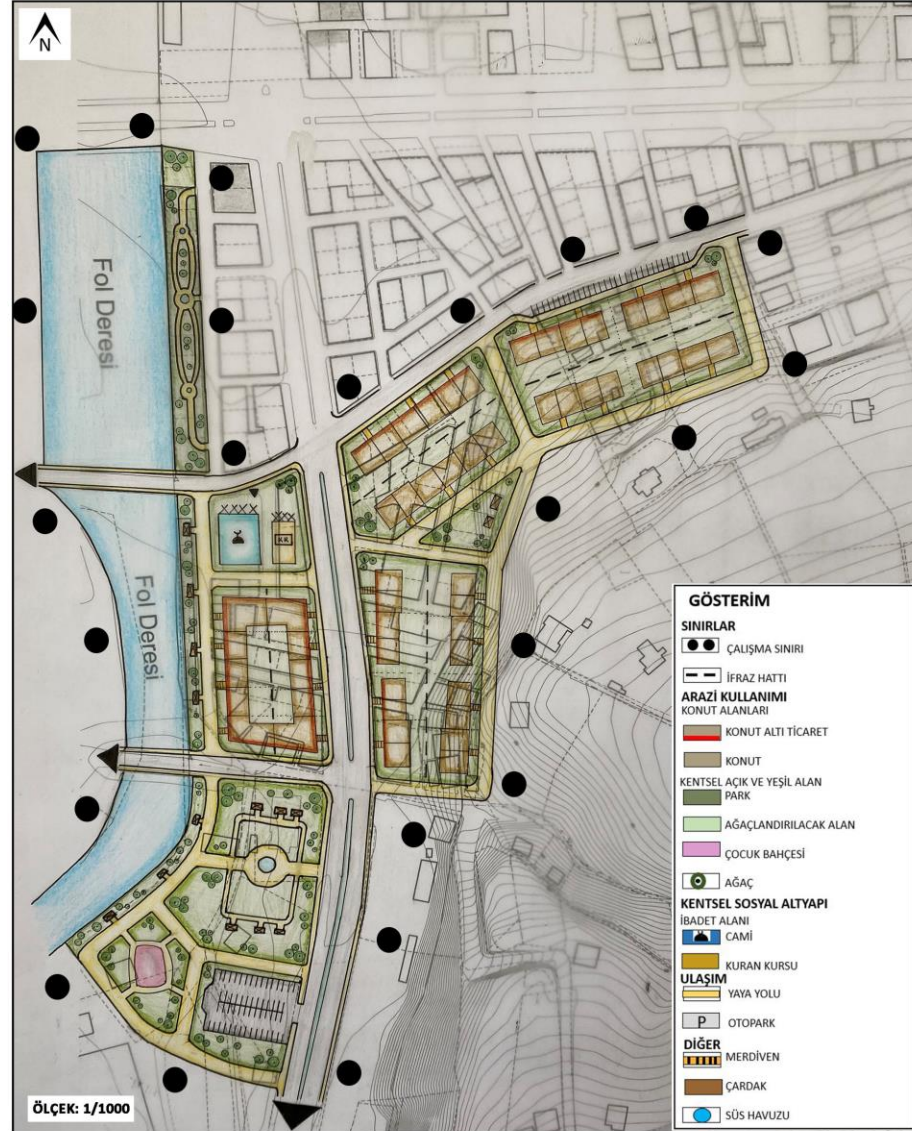 N
Fol Deresi
Fol Deresi
K.K
GÖSTERİM
SINIRLAR
ÇALIŞMA SINIRI
İFRAZ HATTI
ARAZİ KULLANIMI
KONUT ALANLARI
KONUT ALTI TİCARET
KONUT
KENTSEL AÇIK VE YEŞİL ALAN
PARK
AĞAÇLANDIRILACAK ALAN
ÇOCUK BAHÇESİ
AĞAÇ
KENTSEL SOSYAL ALTYAPI
İBADET ALANI
CAMİ
KURAN KURSU
ULAŞIM
YAYA YOLU
P OTOPARK
DİĞER
MERDİVEN
ÇARDAK
SÜS HAVUZU
ÖLÇEK: 1/1000